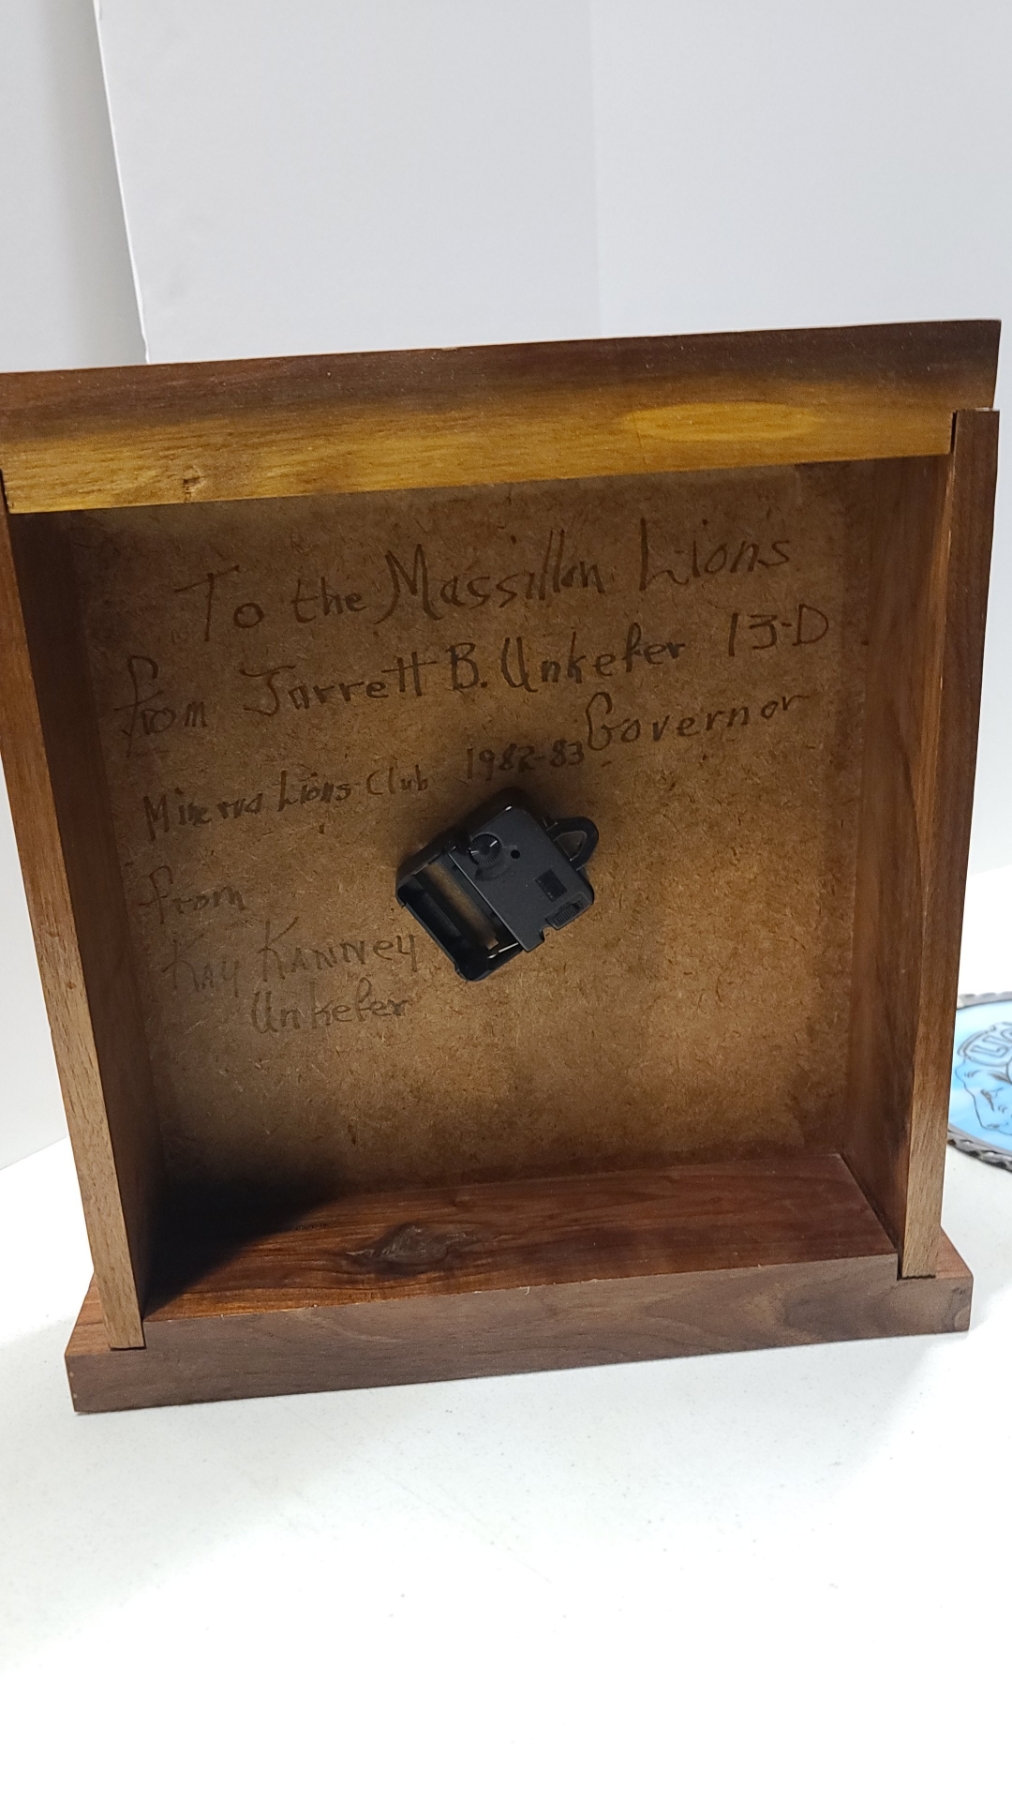 To the Massillon Lions
from Jarrett B. Unkefer 13-D
Governor
Minerva Lions Club 1982-83
from
Kay Kanney
Unkefer